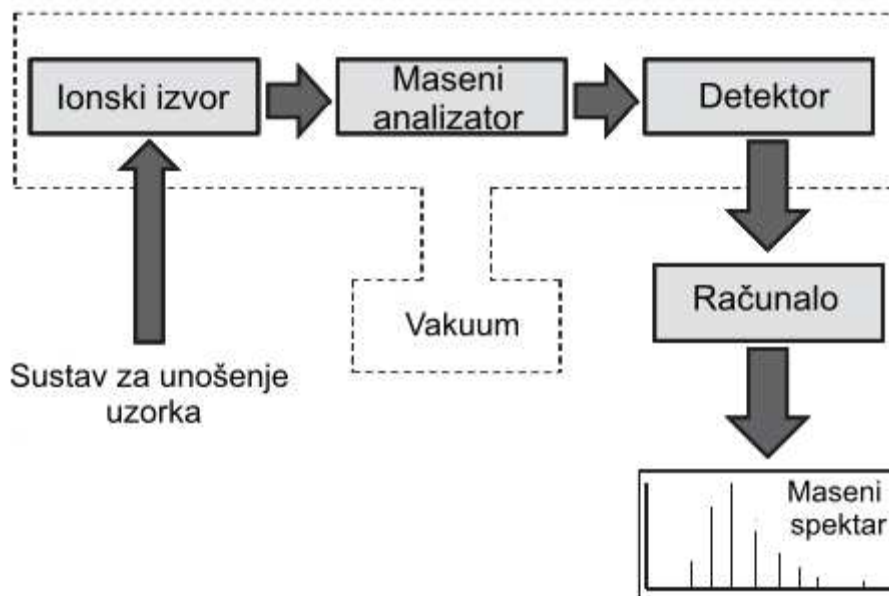 Ionski izvor
Maseni
analizator
Detektor
Računalo
Vakuum
Sustav za unošenje
uzorka
Maseni
spektar